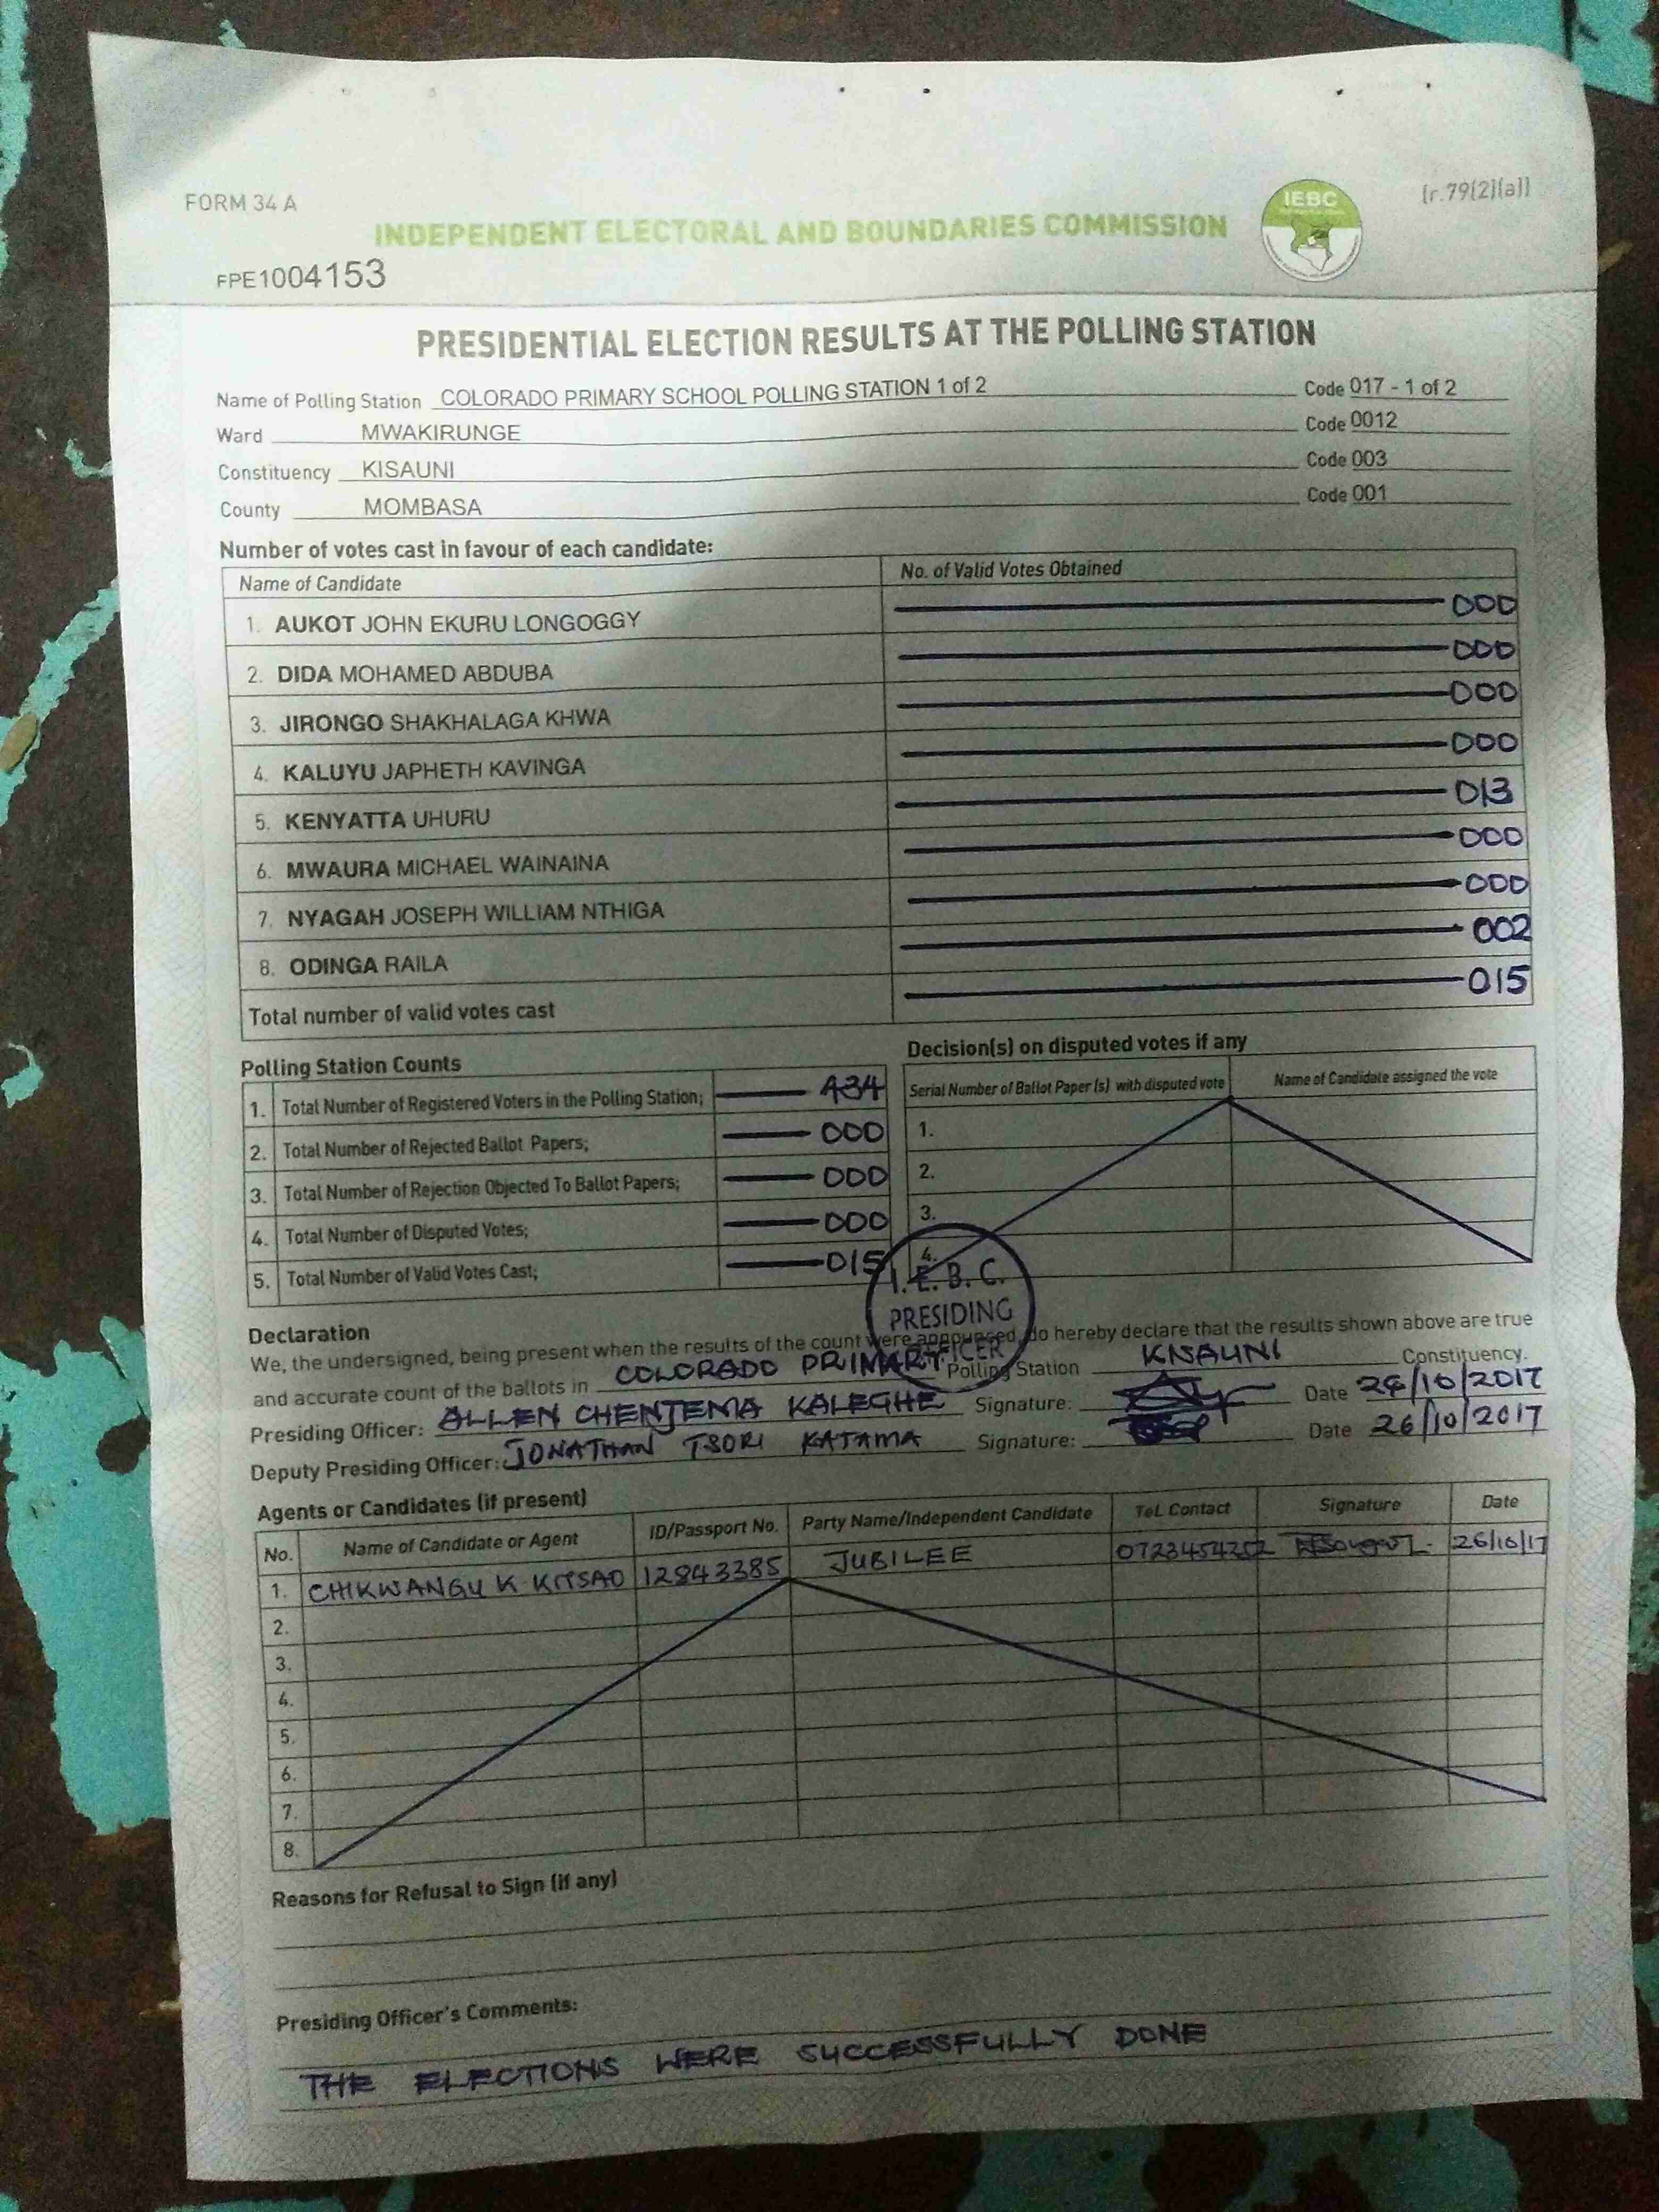 FORM 34 A
[r.79(2)(a)]
IEBC
INDEPENDENT ELECTORAL AND BOUNDARIES COMMISSION
FPE1004153
PRESIDENTIAL ELECTION RESULTS AT THE POLLING STATION
Name of Polling Station COLORADO PRIMARY SCHOOL POLLING STATION 1 of 2 Code 017 - 1 of 2
Ward MWAKIRUNGE Code 0012
Constituency KISAUNI Code 003
County MOMBASA Code 001
Number of votes cast in favour of each candidate:
Name of Candidate No. of Valid Votes Obtained
1. AUKOT JOHN EKURU LONGOGGY 000
2. DIDA MOHAMED ABDUBA 000
3. JIRONGO SHAKHALAGA KHWA 000
4. KALUYU JAPHETH KAVINGA 000
5. KENYATTA UHURU 013
6. MWAURA MICHAEL WAINAINA 000
7. NYAGAH JOSEPH WILLIAM NTHIGA 000
8. ODINGA RAILA 002
Total number of valid votes cast 015
Polling Station Counts
1. Total Number of Registered Voters in the Polling Station; 434
2. Total Number of Rejected Ballot Papers; 000
3. Total Number of Rejection Objected To Ballot Papers; 000
4. Total Number of Disputed Votes; 000
5. Total Number of Valid Votes Cast; 015
Decision(s) on disputed votes if any
Serial Number of Ballot Paper (s) with disputed vote Name of Candidate assigned the vote
1.
2.
3.
4.
I.E.B.C.
PRESIDING
OFFICER
Declaration
We, the undersigned, being present when the results of the count were announced, do hereby declare that the results shown above are true
and accurate count of the ballots in COLORADO PRIMARY Polling Station KISAUNI Constituency.
Presiding Officer: ALLEN CHENJEMA KALEGHE Signature: Date 26/10/2017
Deputy Presiding Officer: JONATHAN TSORI KATAMA Signature: Date 26/10/2017
Agents or Candidates (if present)
No. Name of Candidate or Agent ID/Passport No. Party Name/Independent Candidate Tel. Contact Signature Date
1. CHIKWANGU K KITSAO 12843385 JUBILEE 0723454252 26/10/17
2.
3.
4.
5.
6.
7.
8.
Reasons for Refusal to Sign (if any)
Presiding Officer's Comments:
THE ELECTIONS WERE SUCCESSFULLY DONE